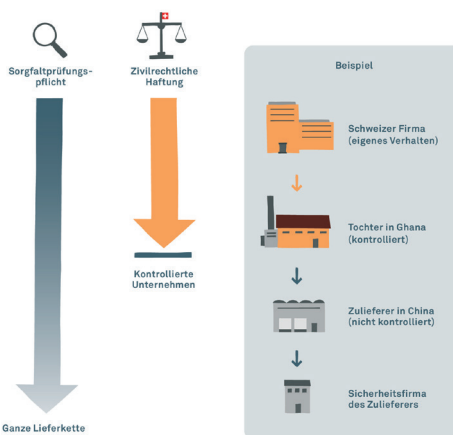 Sorgfaltprüfungs-
pflicht
Zivilrechtliche
Haftung
Kontrollierte
Unternehmen
Ganze Lieferkette
Beispiel
Schweizer Firma
(eigenes Verhalten)
Tochter in Ghana
(kontrolliert)
Zulieferer in China
(nicht kontrolliert)
Sicherheitsfirma
des Zulieferers